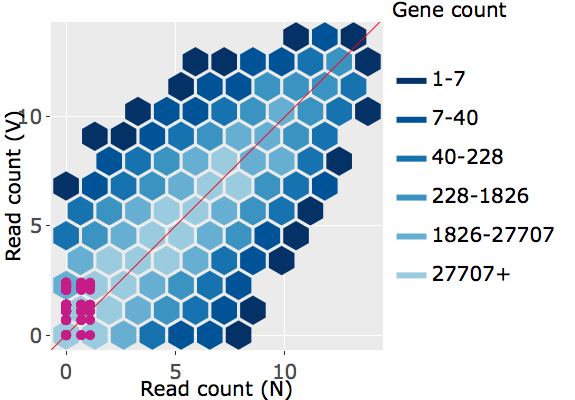 Gene count
1-7
7-40
40-228
228-1826
1826-27707
27707+
Read count (V)
10
5
0
0 5 10
Read count (N)